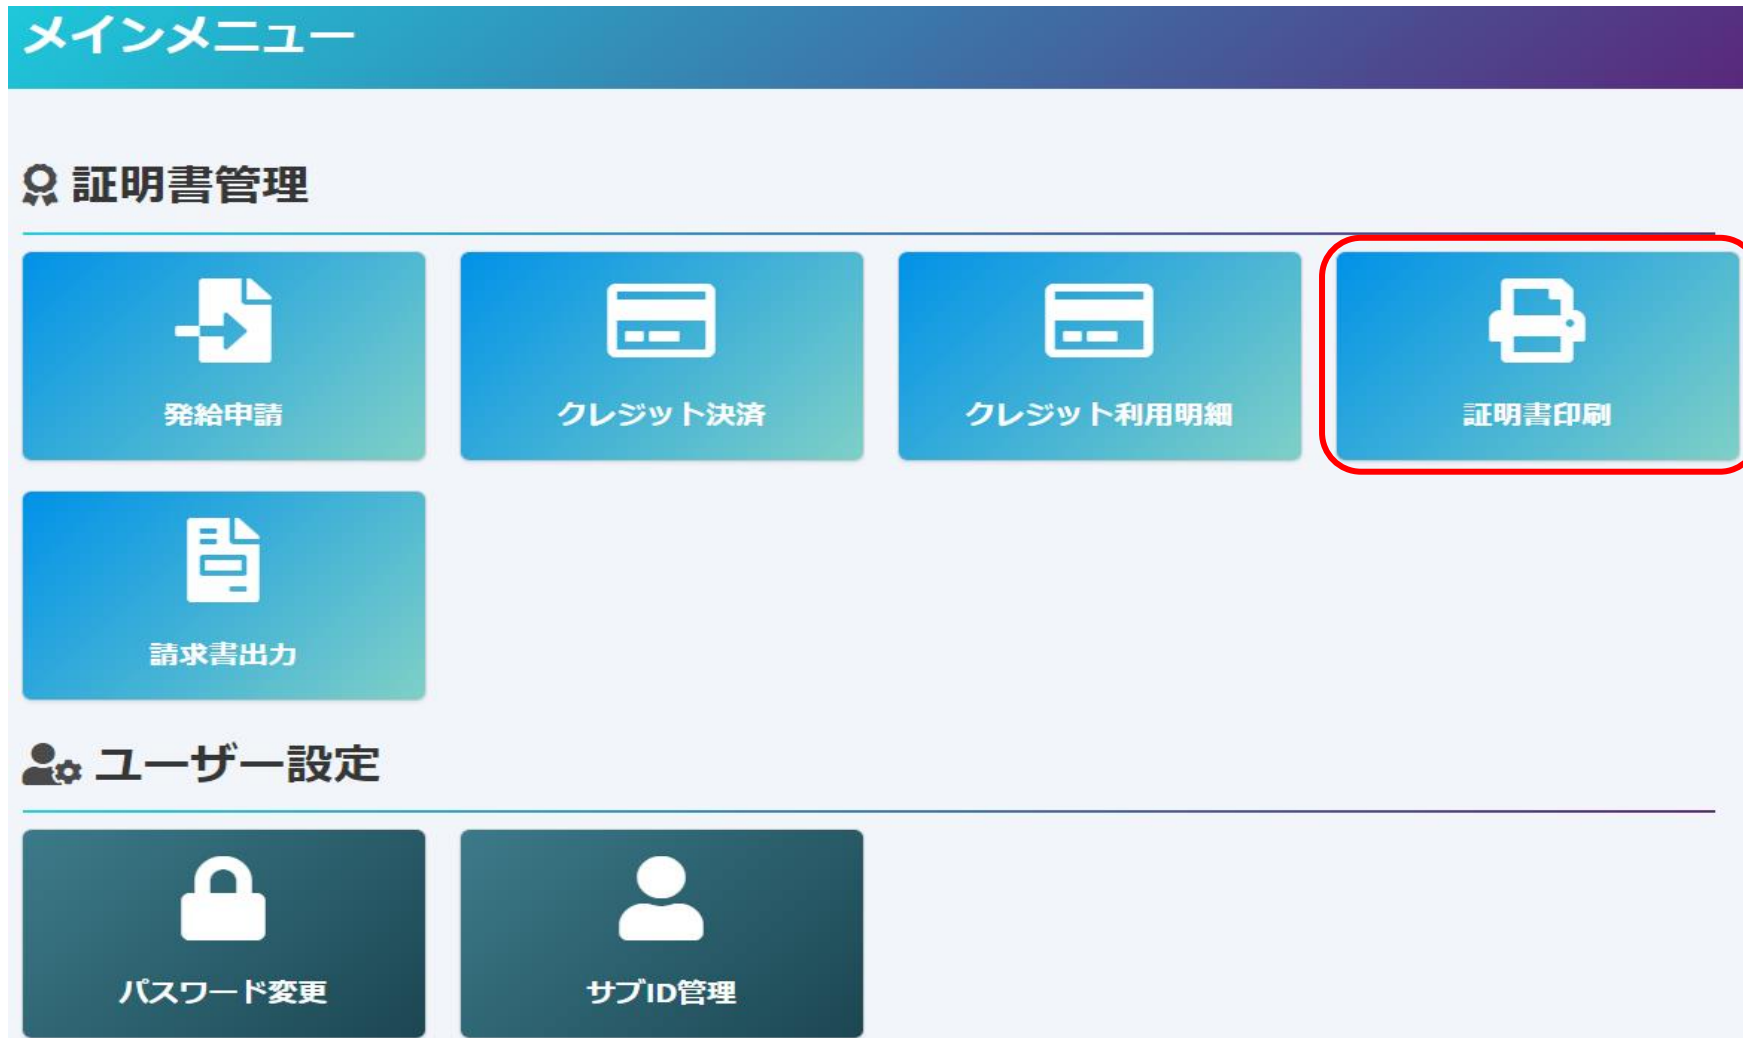 メインメニュー
証明書管理
発給申請
クレジット決済
クレジット利用明細
証明書印刷
請求書出力
ユーザー設定
パスワード変更
サブID管理